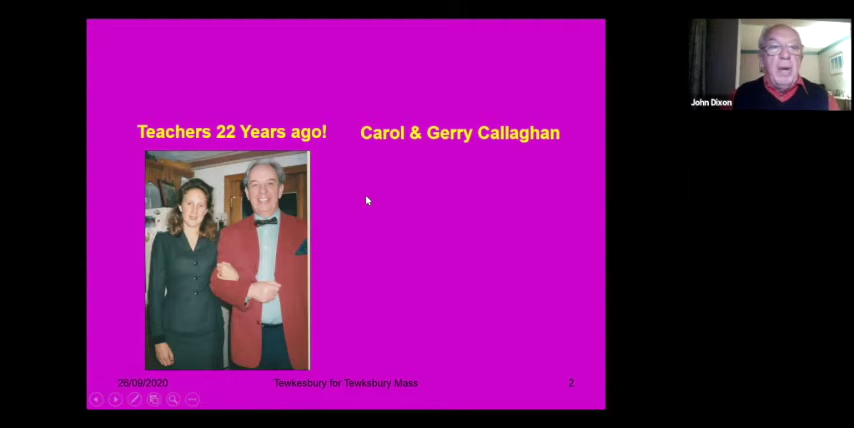 Teachers 22 Years ago!
Carol & Gerry Callaghan
26/09/2020
Tewkesbury for Tewksbury Mass
2
John Dixon